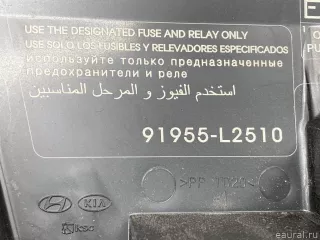 USE THE DESIGNATED FUSE AND RELAY ONLY
USE SOLO LOS FUSIBLES Y RELEVADORES ESPECIFICADOS
используйте только предназначенные
предохранители и реле
استخدم الفيوز و المرحل المناسبين
91955-L2510
KIA
eaural.ru